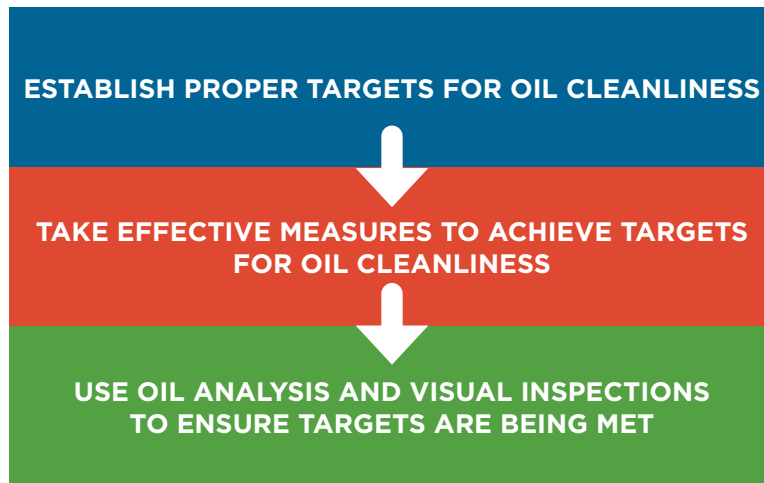 ESTABLISH PROPER TARGETS FOR OIL CLEANLINESS
TAKE EFFECTIVE MEASURES TO ACHIEVE TARGETS
FOR OIL CLEANLINESS
USE OIL ANALYSIS AND VISUAL INSPECTIONS
TO ENSURE TARGETS ARE BEING MET